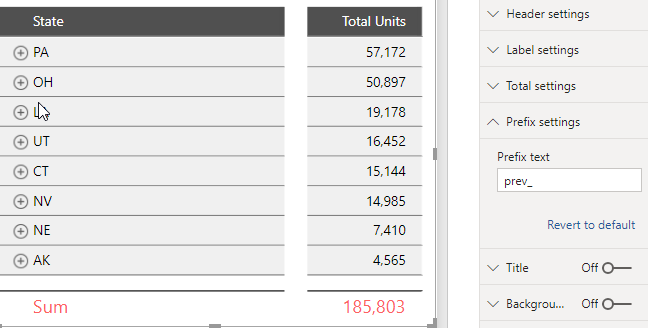 State Total Units
PA 57,172
OH 50,897
19,178
UT 16,452
CT 15,144
NV 14,985
NE 7,410
AK 4,565
Sum 185,803
Header settings
Label settings
Total settings
Prefix settings
Prefix text
prev_
Revert to default
Title Off
Backgrou... Off